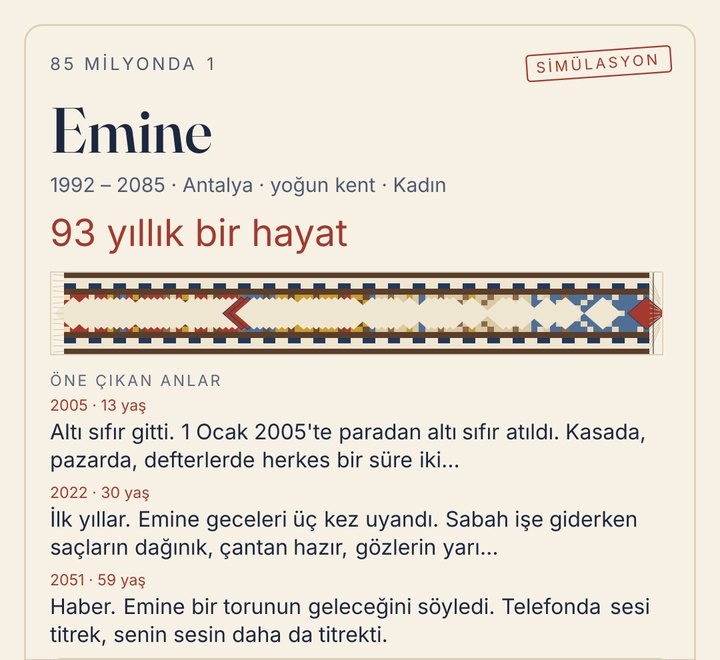 85 MİLYONDA 1
SİMÜLASYON
Emine
1992 – 2085 · Antalya · yoğun kent · Kadın
93 yıllık bir hayat
ÖNE ÇIKAN ANLAR
2005 · 13 yaş
Altı sıfır gitti. 1 Ocak 2005'te paradan altı sıfır atıldı. Kasada,
pazarda, defterlerde herkes bir süre iki...
2022 · 30 yaş
İlk yıllar. Emine geceleri üç kez uyandı. Sabah işe giderken
saçların dağınık, çantan hazır, gözlerin yarı...
2051 · 59 yaş
Haber. Emine bir torunun geleceğini söyledi. Telefonda sesi
titrek, senin sesin daha da titrekti.